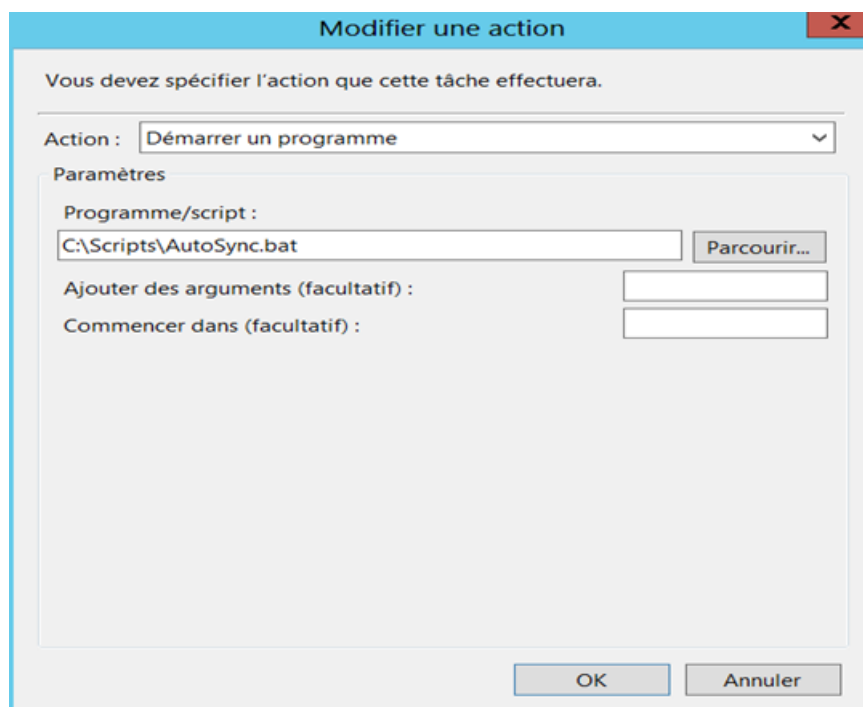 Modifier une action
X
Vous devez spécifier l'action que cette tâche effectuera.
Action : Démarrer un programme
Paramètres
Programme/script :
C:\Scripts\AutoSync.bat Parcourir...
Ajouter des arguments (facultatif) :
Commencer dans (facultatif) :
OK Annuler